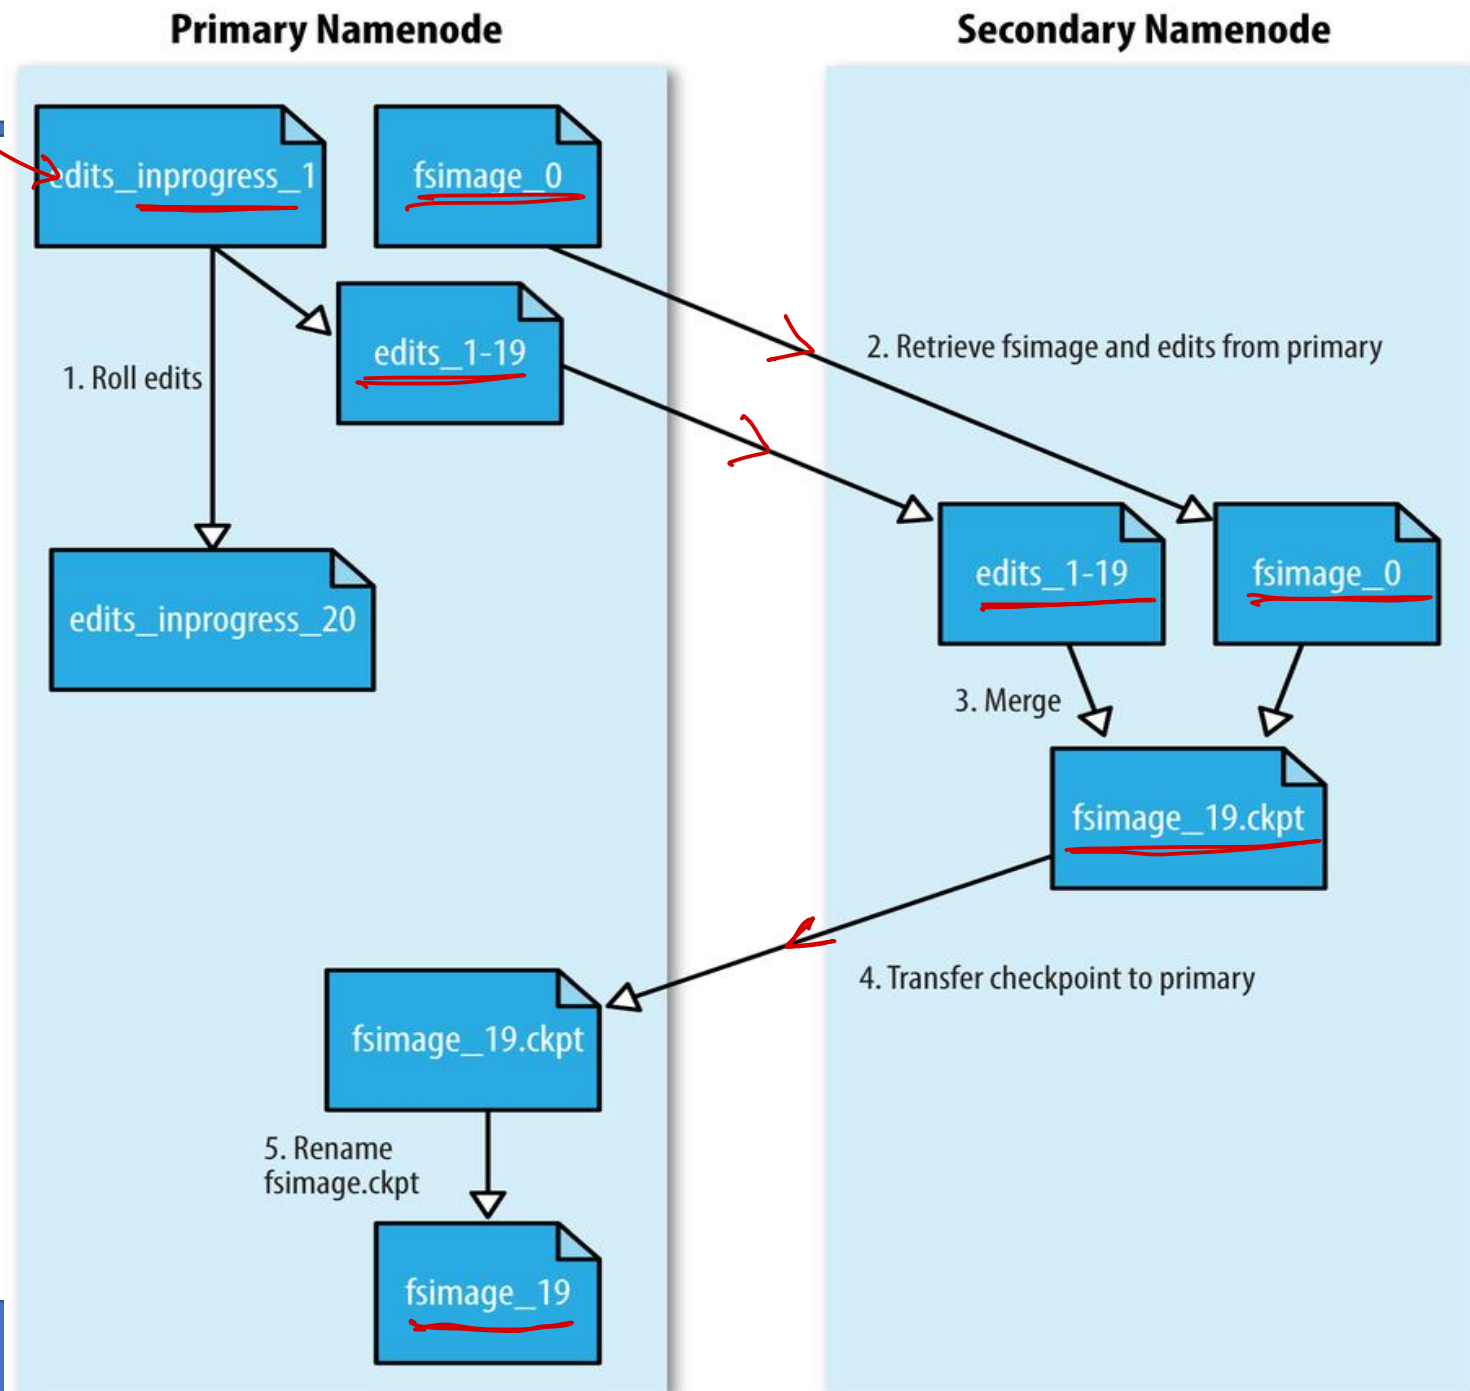 Primary Namenode
Secondary Namenode
edits_inprogress_1
fsimage_0
edits_1-19
1. Roll edits
2. Retrieve fsimage and edits from primary
edits_inprogress_20
edits_1-19
fsimage_0
3. Merge
fsimage_19.ckpt
4. Transfer checkpoint to primary
fsimage_19.ckpt
5. Rename
fsimage.ckpt
fsimage_19